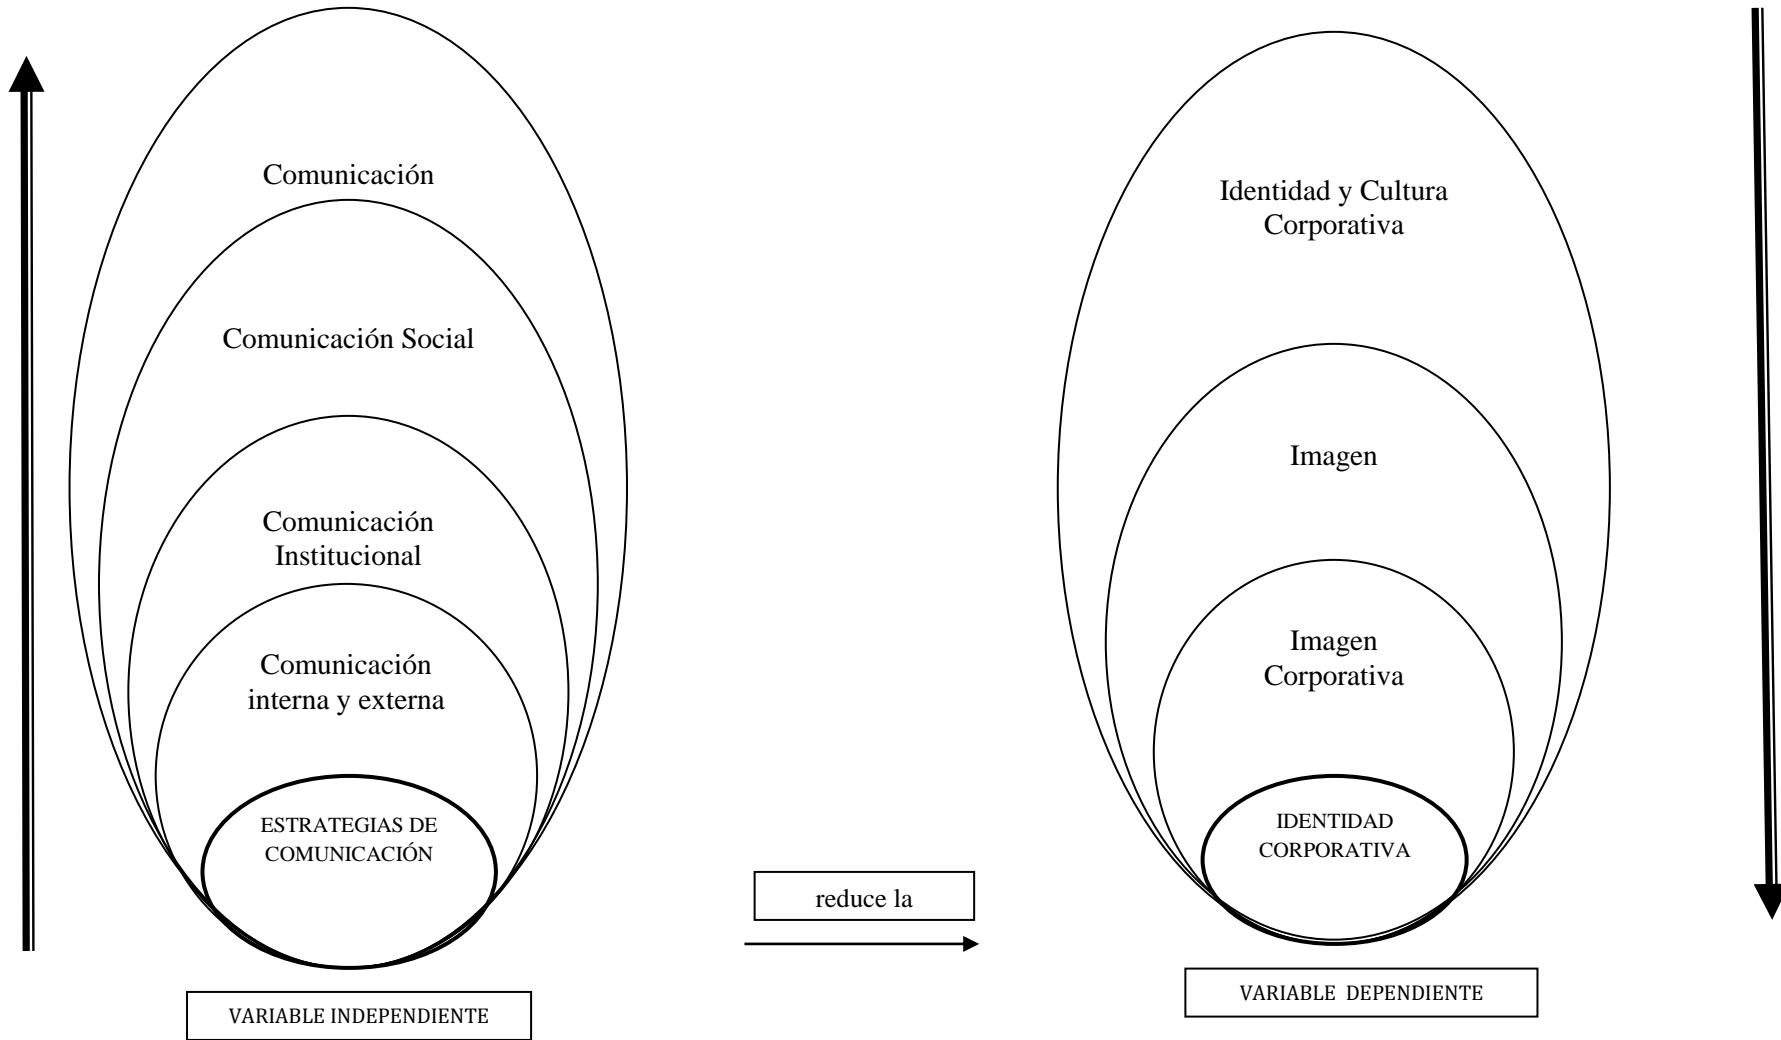 Comunicación
Comunicación Social
Comunicación
Institucional
Comunicación
interna y externa
ESTRATEGIAS DE
COMUNICACIÓN
VARIABLE INDEPENDIENTE
reduce la
Identidad y Cultura
Corporativa
Imagen
Imagen
Corporativa
IDENTIDAD
CORPORATIVA
VARIABLE DEPENDIENTE